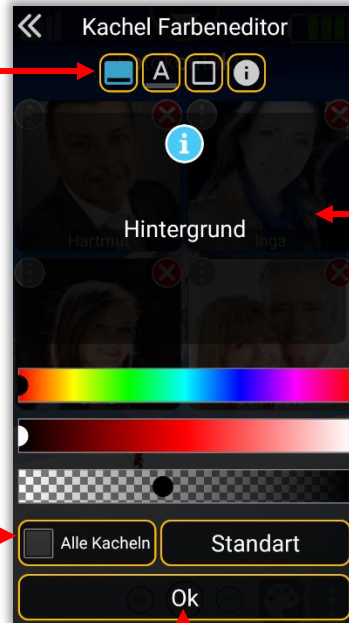 Kachel Farbeneditor
A
i
i
Hartmut
Inga
Hintergrund
Alle Kacheln
Standart
Ok